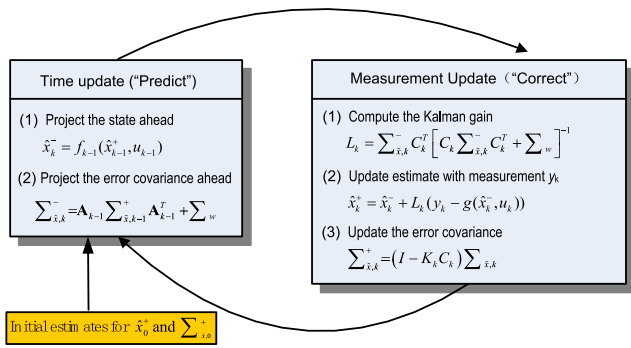 Time update (“Predict”)
(1) Project the state ahead
x̂ₖ⁻ = fₖ₋₁(x̂ₖ₋₁⁺, uₖ₋₁)
(2) Project the error covariance ahead
∑⁻x̃,k = Aₖ₋₁ ∑⁺x̃,k−1 Aᵀₖ₋₁ + ∑w
Initial estimates for x̂₀⁺ and ∑⁺x̃,0
Measurement Update (“Correct”)
(1) Compute the Kalman gain
Lₖ = ∑⁻x̃,k Cₖᵀ [Cₖ ∑⁻x̃,k Cₖᵀ + ∑w]⁻¹
(2) Update estimate with measurement yk
x̂ₖ⁺ = x̂ₖ⁻ + Lₖ(yₖ − g(x̂ₖ⁻, uₖ))
(3) Update the error covariance
∑⁺x̃,k = (I − KₖCₖ) ∑x̃,k